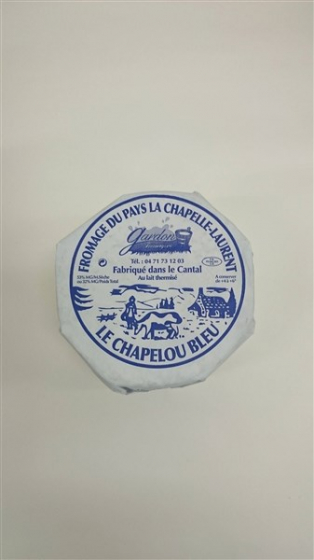 FROMAGE DU PAYS LA CHAPELLE-LAURENT
gardon
Tél. : 04 71 73 12 03
Fabriqué dans le Cantal
Au lait thermisé
LE CHAPELOU BLEU